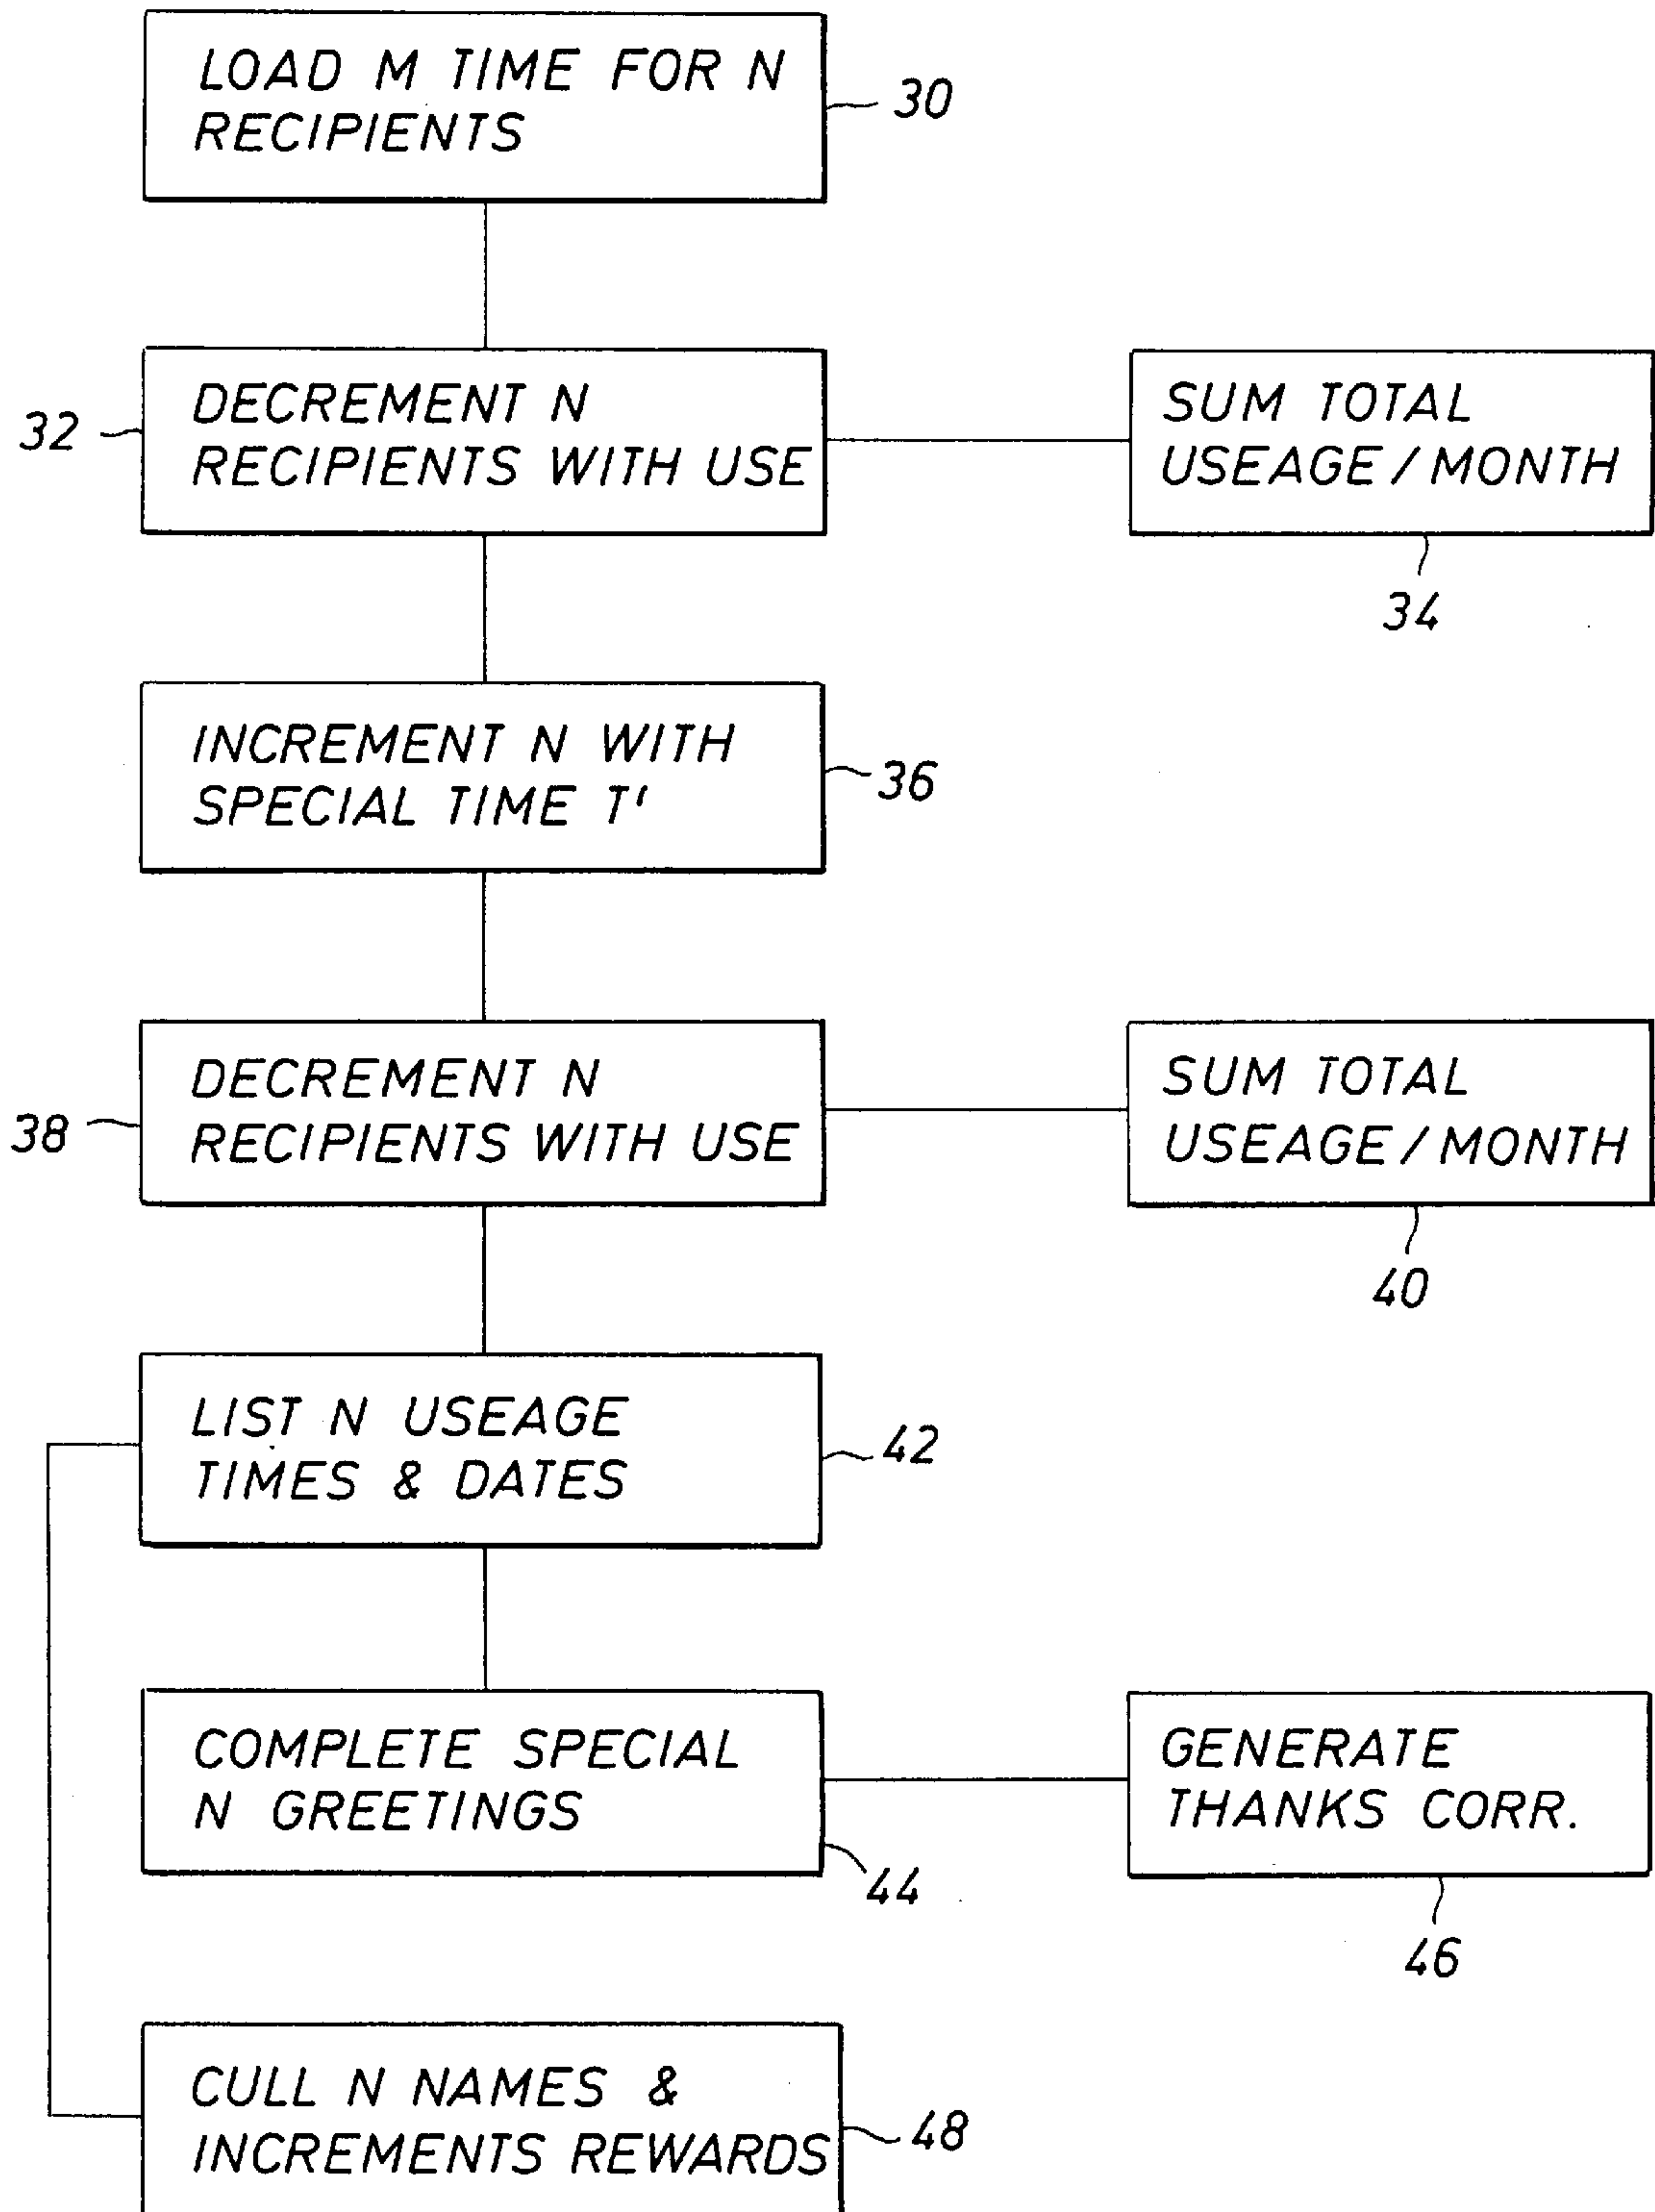 LOAD M TIME FOR N
RECIPIENTS
30
32
DECREMENT N
RECIPIENTS WITH USE
SUM TOTAL
USEAGE / MONTH
34
INCREMENT N WITH
SPECIAL TIME T'
36
38
DECREMENT N
RECIPIENTS WITH USE
SUM TOTAL
USEAGE / MONTH
40
LIST N USEAGE
TIMES & DATES
42
COMPLETE SPECIAL
N GREETINGS
44
GENERATE
THANKS CORR.
46
CULL N NAMES &
INCREMENTS REWARDS
48